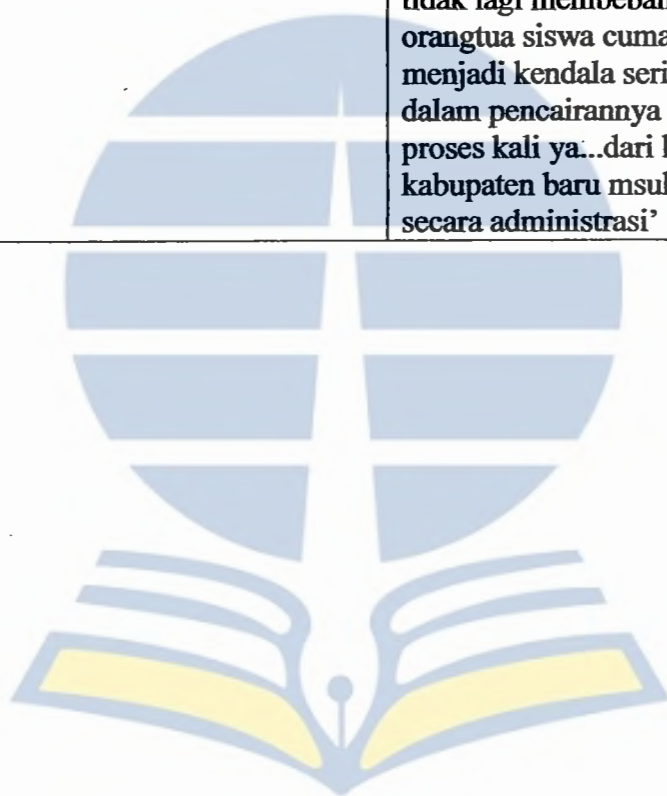 tidak lagi membeban
orangtua siswa cuma
menjadi kendala seri
dalam pencairannya
proses kali ya...dari
kabupaten baru msul
secara administrasi'